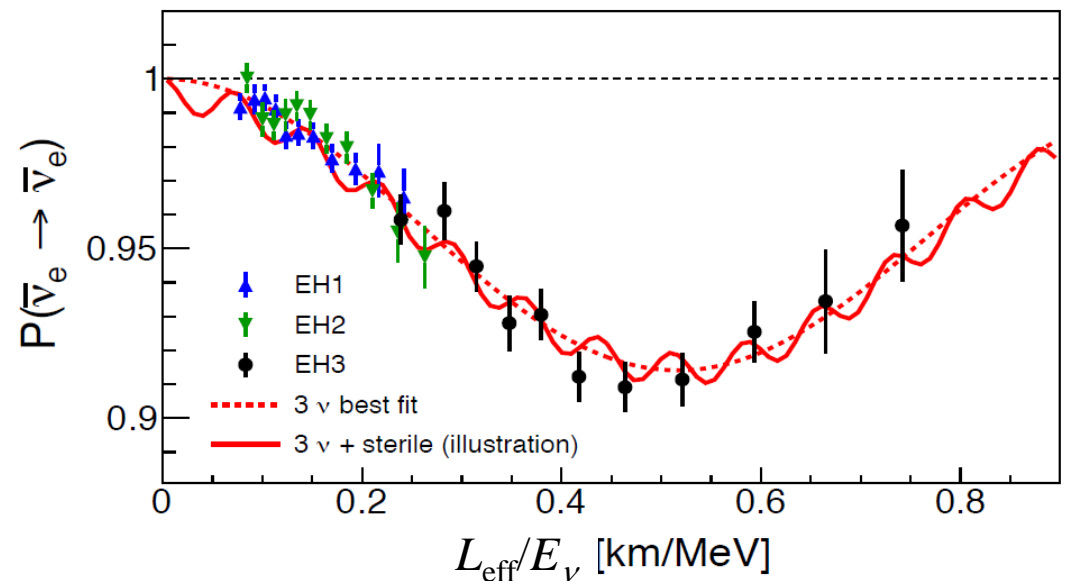 1
0.95
0.9
P(ν̅e → ν̅e)
EH1
EH2
EH3
3 ν best fit
3 ν + sterile (illustration)
0 0.2 0.4 0.6 0.8
Leff/Eν [km/MeV]